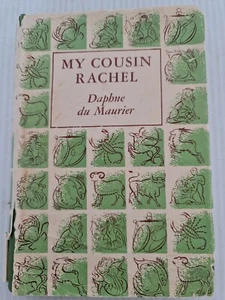 MY COUSIN
RACHEL
Daphne
du Maurier